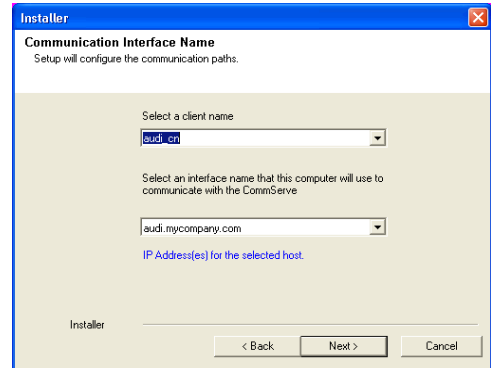 Installer
Communication Interface Name
Setup will configure the communication paths.
Select a client name
audi_cn
Select an interface name that this computer will use to
communicate with the CommServe
audi.mycompany.com
IP Address(es) for the selected host.
Installer
< Back
Next >
Cancel